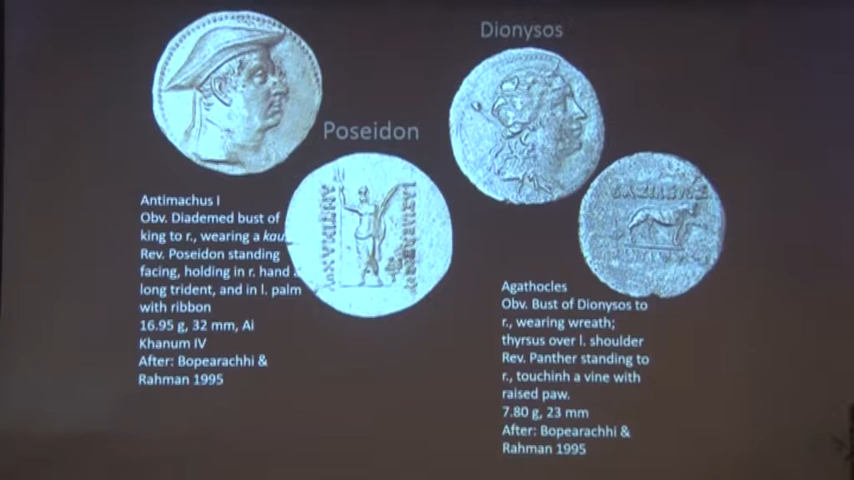 Dionysos
Poseidon
Antimachus I
Obv. Diademed bust of
king to r., wearing a
Rev. Poseidon standing
facing, holding in r. hand
long trident, and in l. palm
with ribbon
16.95 g, 32 mm, Ai
Khanum IV
After: Bopearachhi &
Rahman 1995
Agathocles
Obv. Bust of Dionysos to
r., wearing wreath;
thyrsus over l. shoulder
Rev. Panther standing to
r., touchinh a vine with
raised paw.
7.80 g, 23 mm
After: Bopearachhi &
Rahman 1995